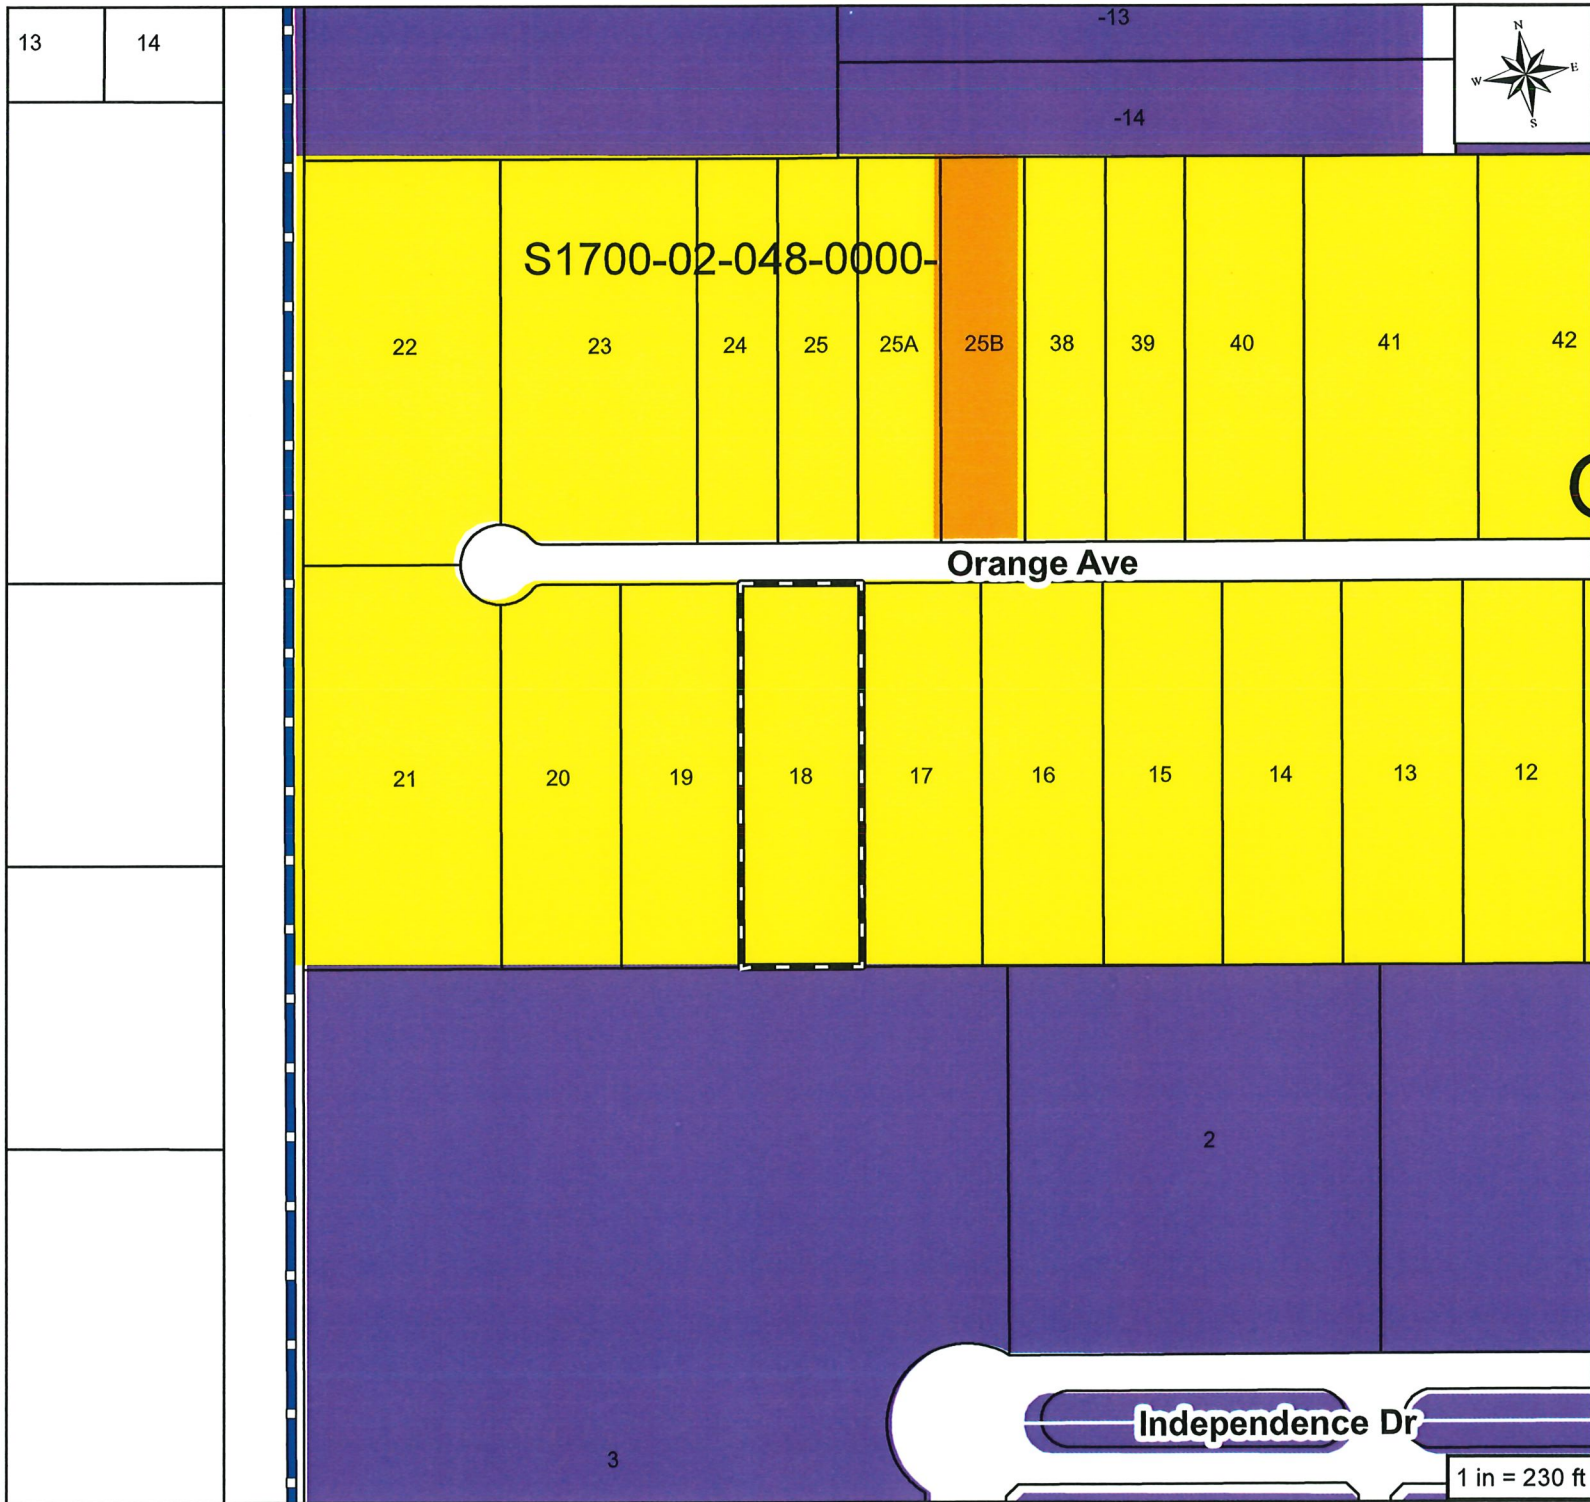 13 14
-13
N
W E
S
-14
S1700-02-048-0000-
22 23 24 25 25A 25B 38 39 40 41 42
Orange Ave
21 20 19 18 17 16 15 14 13 12
2
Independence Dr
3
1 in = 230 ft